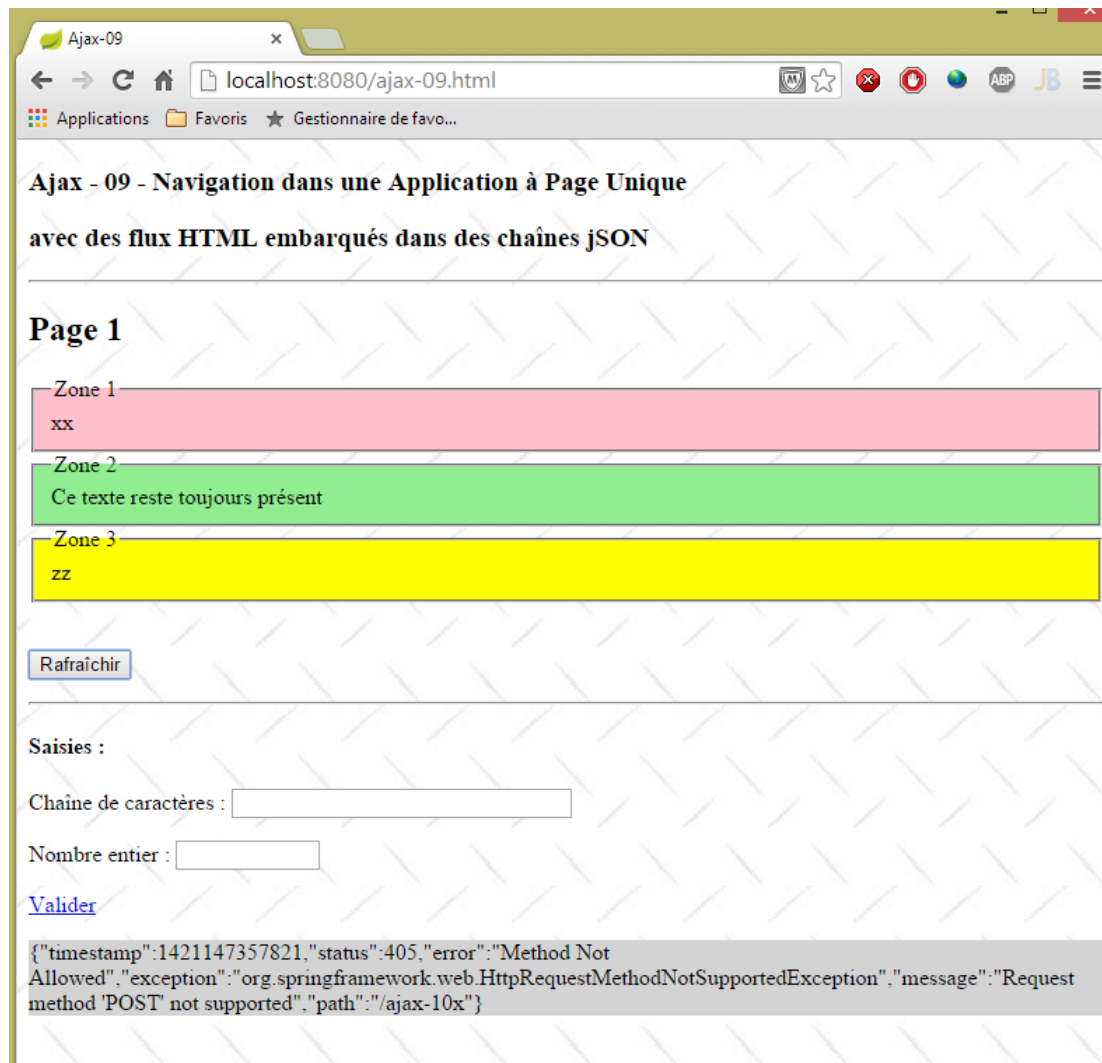 Ajax-09
localhost:8080/ajax-09.html
ABP JB
Applications Favoris Gestionnaire de favo...
Ajax - 09 - Navigation dans une Application à Page Unique
avec des flux HTML embarqués dans des chaînes jSON
Page 1
Zone 1
xx
Zone 2
Ce texte reste toujours présent
Zone 3
zz
Rafraîchir
Saisies :
Chaîne de caractères :
Nombre entier :
Valider
{"timestamp":1421147357821,"status":405,"error":"Method Not
Allowed","exception":"org.springframework.web.HttpRequestMethodNotSupportedException","message":"Request
method 'POST' not supported","path":"/ajax-10x"}